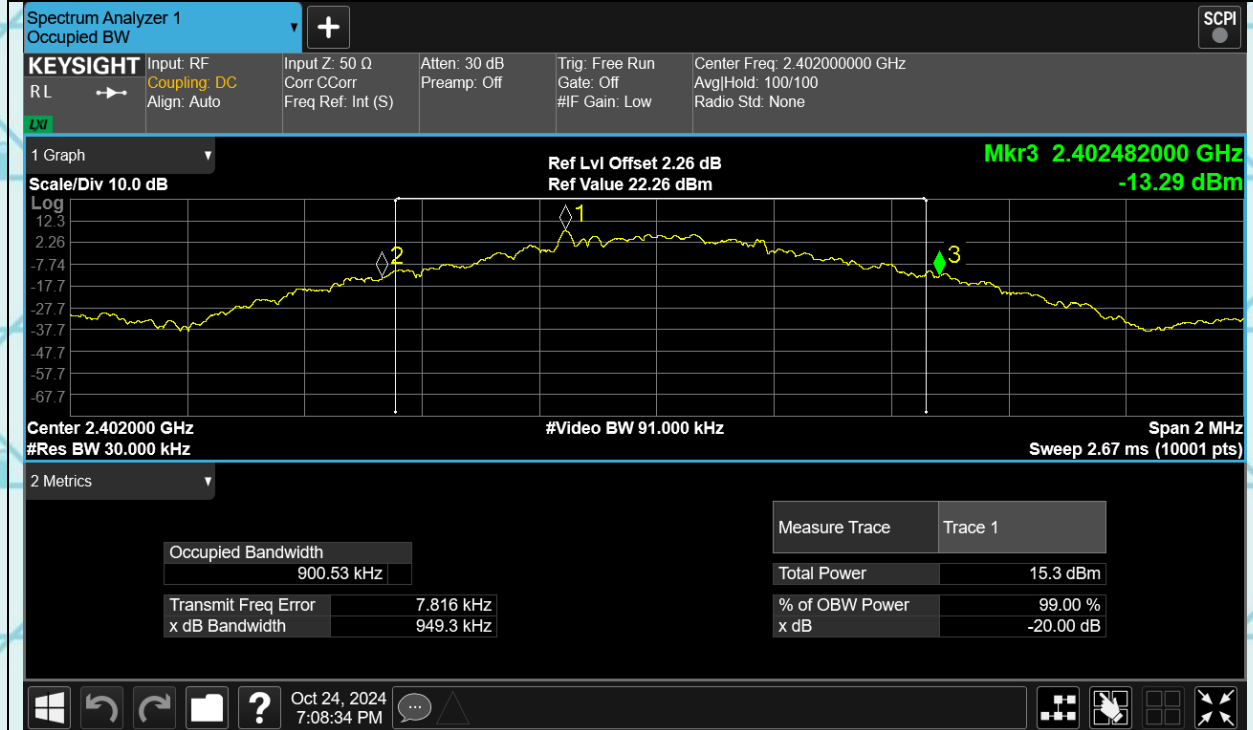 Spectrum Analyzer 1
Occupied BW
SCPI
KEYSIGHT
R L
LXI
Input: RF
Coupling: DC
Align: Auto
Input Z: 50 Ω
Corr CCorr
Freq Ref: Int (S)
Atten: 30 dB
Preamp: Off
Trig: Free Run
Gate: Off
#IF Gain: Low
Center Freq: 2.402000000 GHz
Avg|Hold: 100/100
Radio Std: None
1 Graph
Scale/Div 10.0 dB
Ref Lvl Offset 2.26 dB
Ref Value 22.26 dBm
Mkr3 2.402482000 GHz
-13.29 dBm
Log
12.3
2.26
-7.74
-17.7
-27.7
-37.7
-47.7
-57.7
-67.7
1
2
3
Center 2.402000 GHz
#Video BW 91.000 kHz
Span 2 MHz
#Res BW 30.000 kHz
Sweep 2.67 ms (10001 pts)
2 Metrics
Measure Trace Trace 1
Occupied Bandwidth
900.53 kHz
Total Power 15.3 dBm
Transmit Freq Error 7.816 kHz
% of OBW Power 99.00 %
x dB Bandwidth 949.3 kHz
x dB -20.00 dB
?
Oct 24, 2024
7:08:34 PM